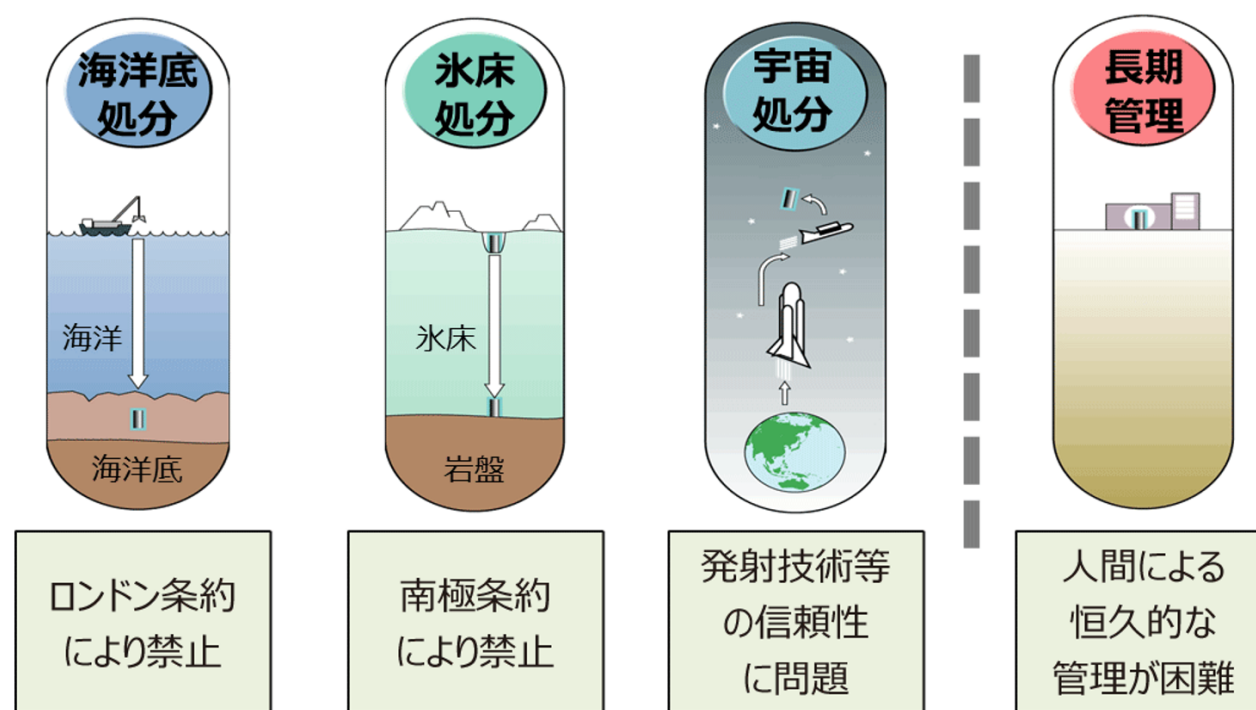 海洋底
処分
海洋
海洋底
ロンドン条約
により禁止
氷床
処分
氷床
岩盤
南極条約
により禁止
宇宙
処分
発射技術等
の信頼性
に問題
長期
管理
人間による
恒久的な
管理が困難